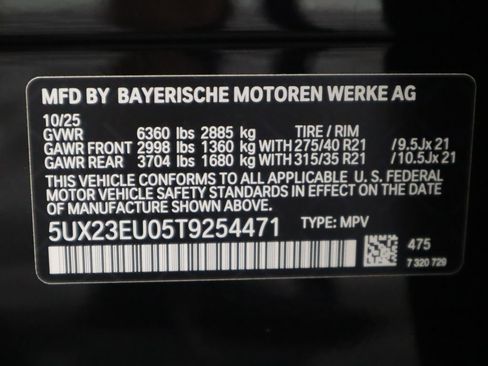 MFD BY BAYERISCHE MOTOREN WERKE AG
10/25
GVWR 6360 lbs 2885 kg TIRE / RIM
GAWR FRONT 2998 lbs 1360 kg WITH 275/40 R21 /9.5Jx 21
GAWR REAR 3704 lbs 1680 kg WITH 315/35 R21 /10.5Jx 21
THIS VEHICLE CONFORMS TO ALL APPLICABLE U. S. FEDERAL
MOTOR VEHICLE SAFETY STANDARDS IN EFFECT ON THE DATE
OF MANUFACTURE SHOWN ABOVE.
5UX23EU05T9254471 TYPE: MPV
475
7 320 729